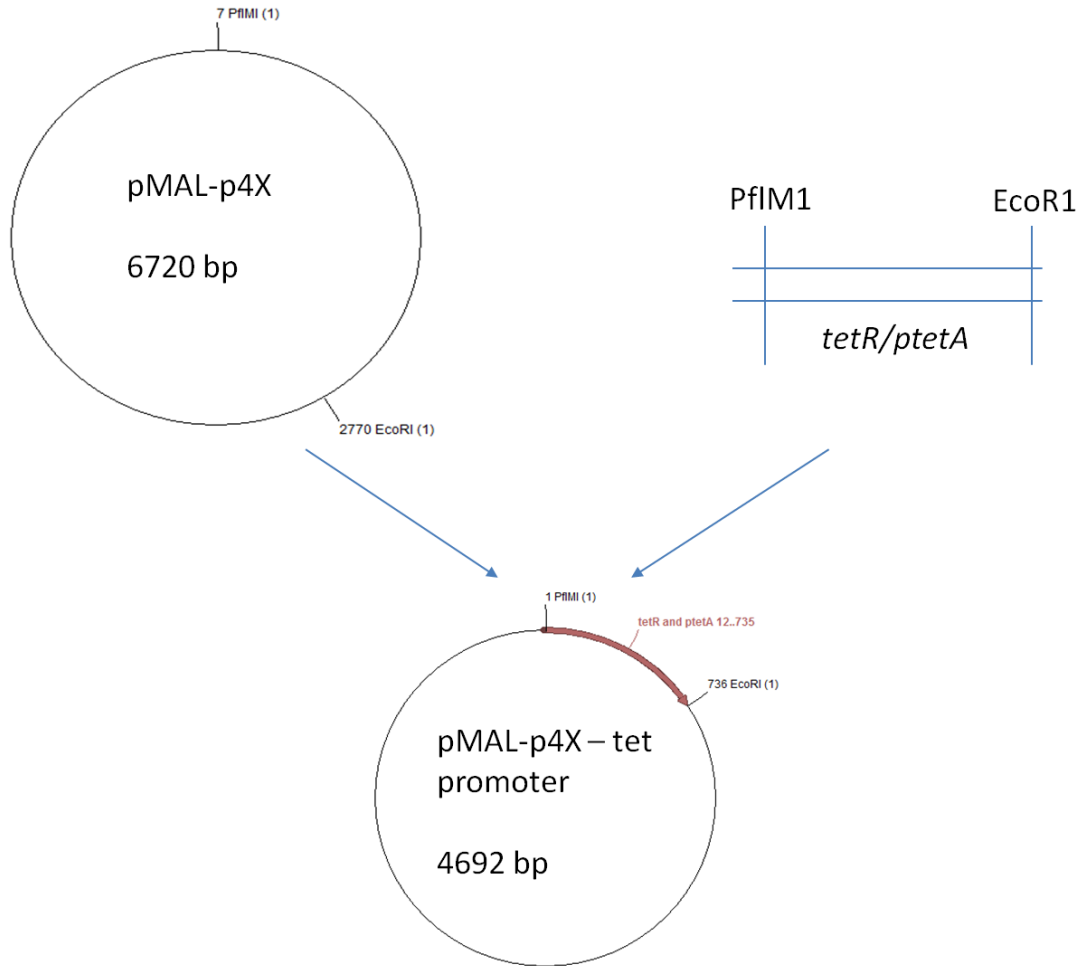 7 PflMI (1)
pMAL-p4X
6720 bp
2770 EcoRI (1)
PflM1
EcoR1
tetR/ptetA
1 PflMI (1)
tetR and ptetA 12..735
736 EcoRI (1)
pMAL-p4X – tet
promoter
4692 bp